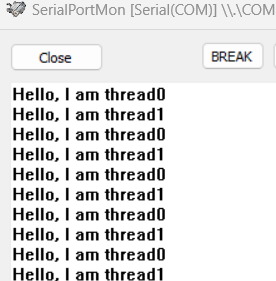 SerialPortMon [Serial(COM)] \\.\COM
Close
BREAK
Hello, I am thread0
Hello, I am thread1
Hello, I am thread0
Hello, I am thread1
Hello, I am thread0
Hello, I am thread1
Hello, I am thread0
Hello, I am thread1
Hello, I am thread0
Hello, I am thread1